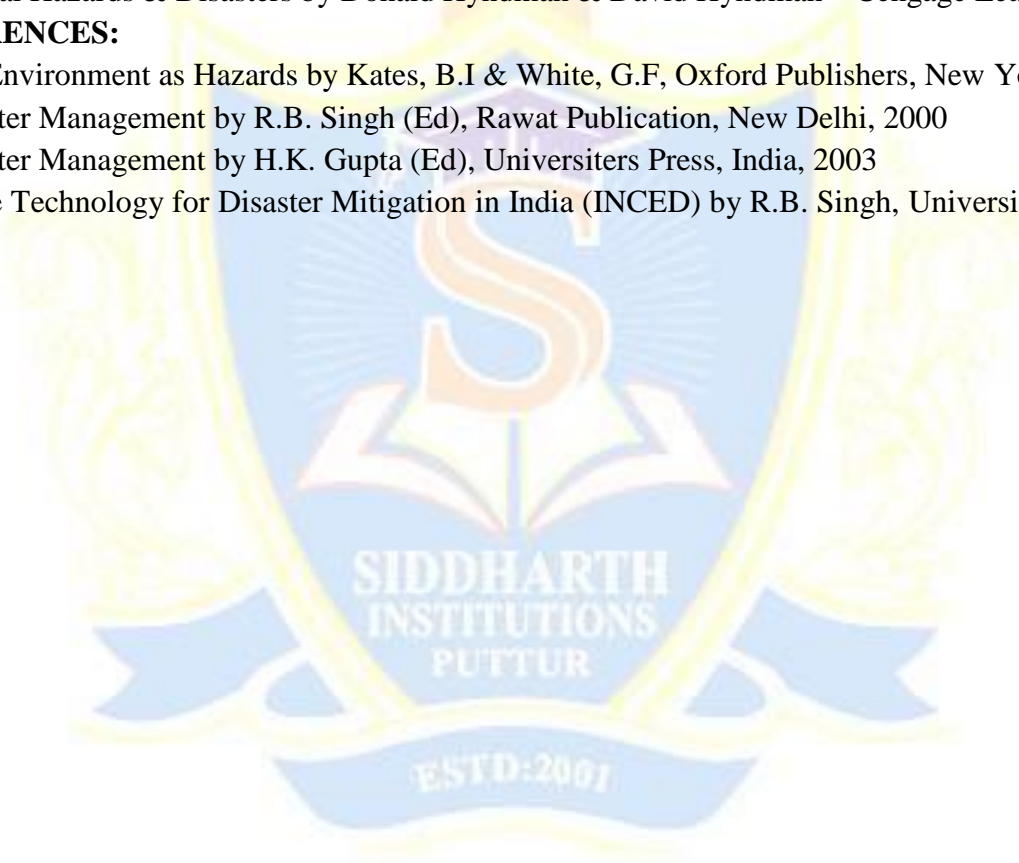 al Hazards & Disasters by Donald Hyndman & David Hyndman – Cengage Lea
RENCES:
Environment as Hazards by Kates, B.I & White, G.F, Oxford Publishers, New Yo
ter Management by R.B. Singh (Ed), Rawat Publication, New Delhi, 2000
ter Management by H.K. Gupta (Ed), Universiters Press, India, 2003
e Technology for Disaster Mitigation in India (INCED) by R.B. Singh, Universi
S
SIDDHARTH
INSTITUTIONS
PUTTUR
ESTD:2001